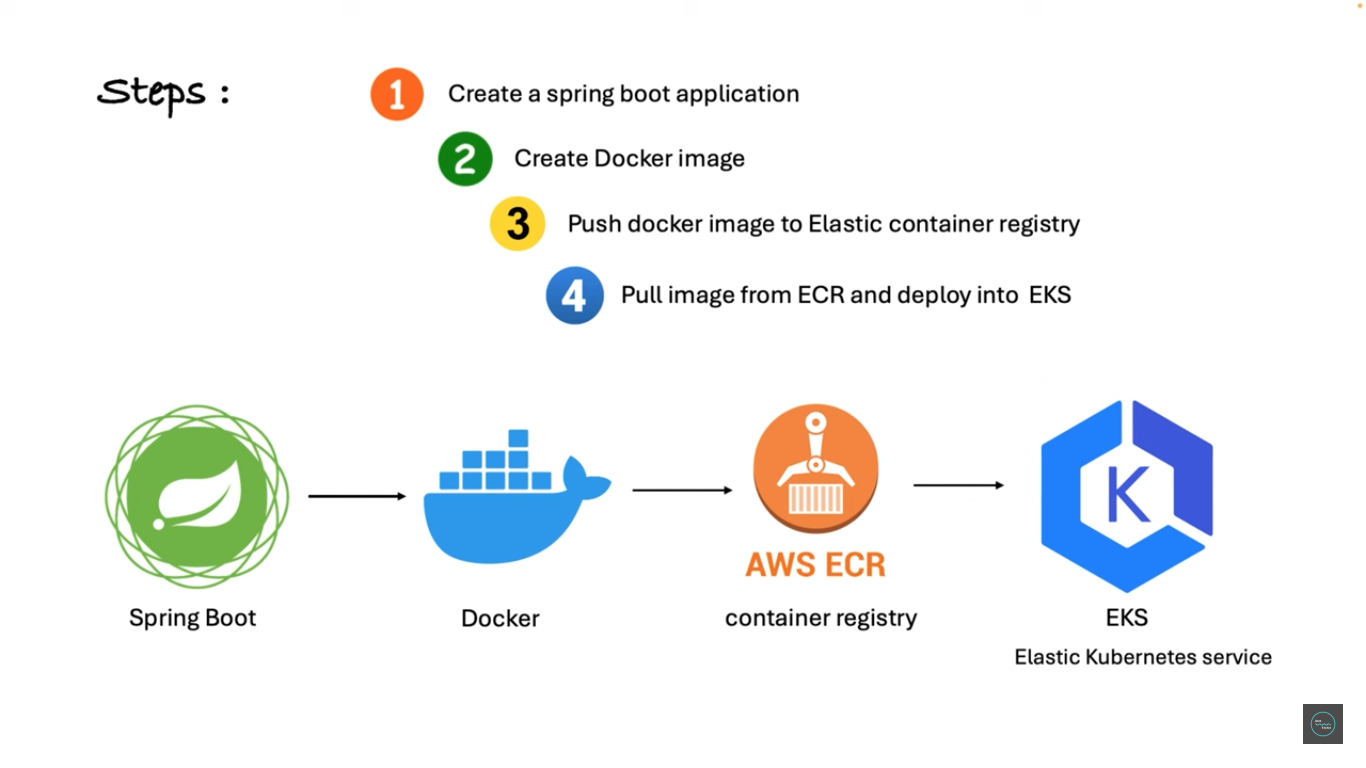 Steps :
1 Create a spring boot application
2 Create Docker image
3 Push docker image to Elastic container registry
4 Pull image from ECR and deploy into EKS
K
AWS ECR
Spring Boot
Docker
container registry
EKS
Elastic Kubernetes service